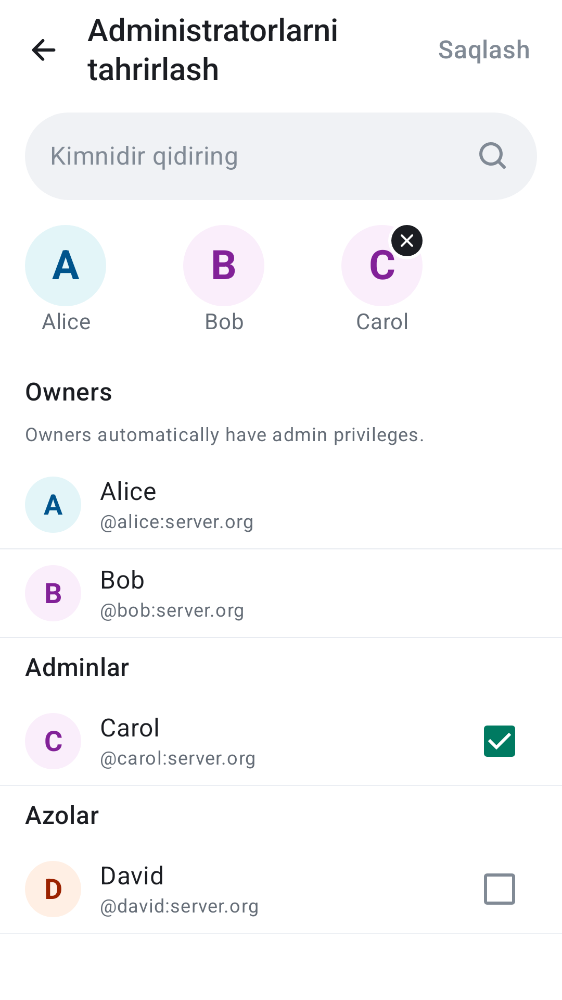 Administratorlarni
tahrirlash
Saqlash
Kimnidir qidiring
A
B
C
Alice
Bob
Carol
Owners
Owners automatically have admin privileges.
A
Alice
@alice:server.org
B
Bob
@bob:server.org
Adminlar
C
Carol
@carol:server.org
Azolar
D
David
@david:server.org